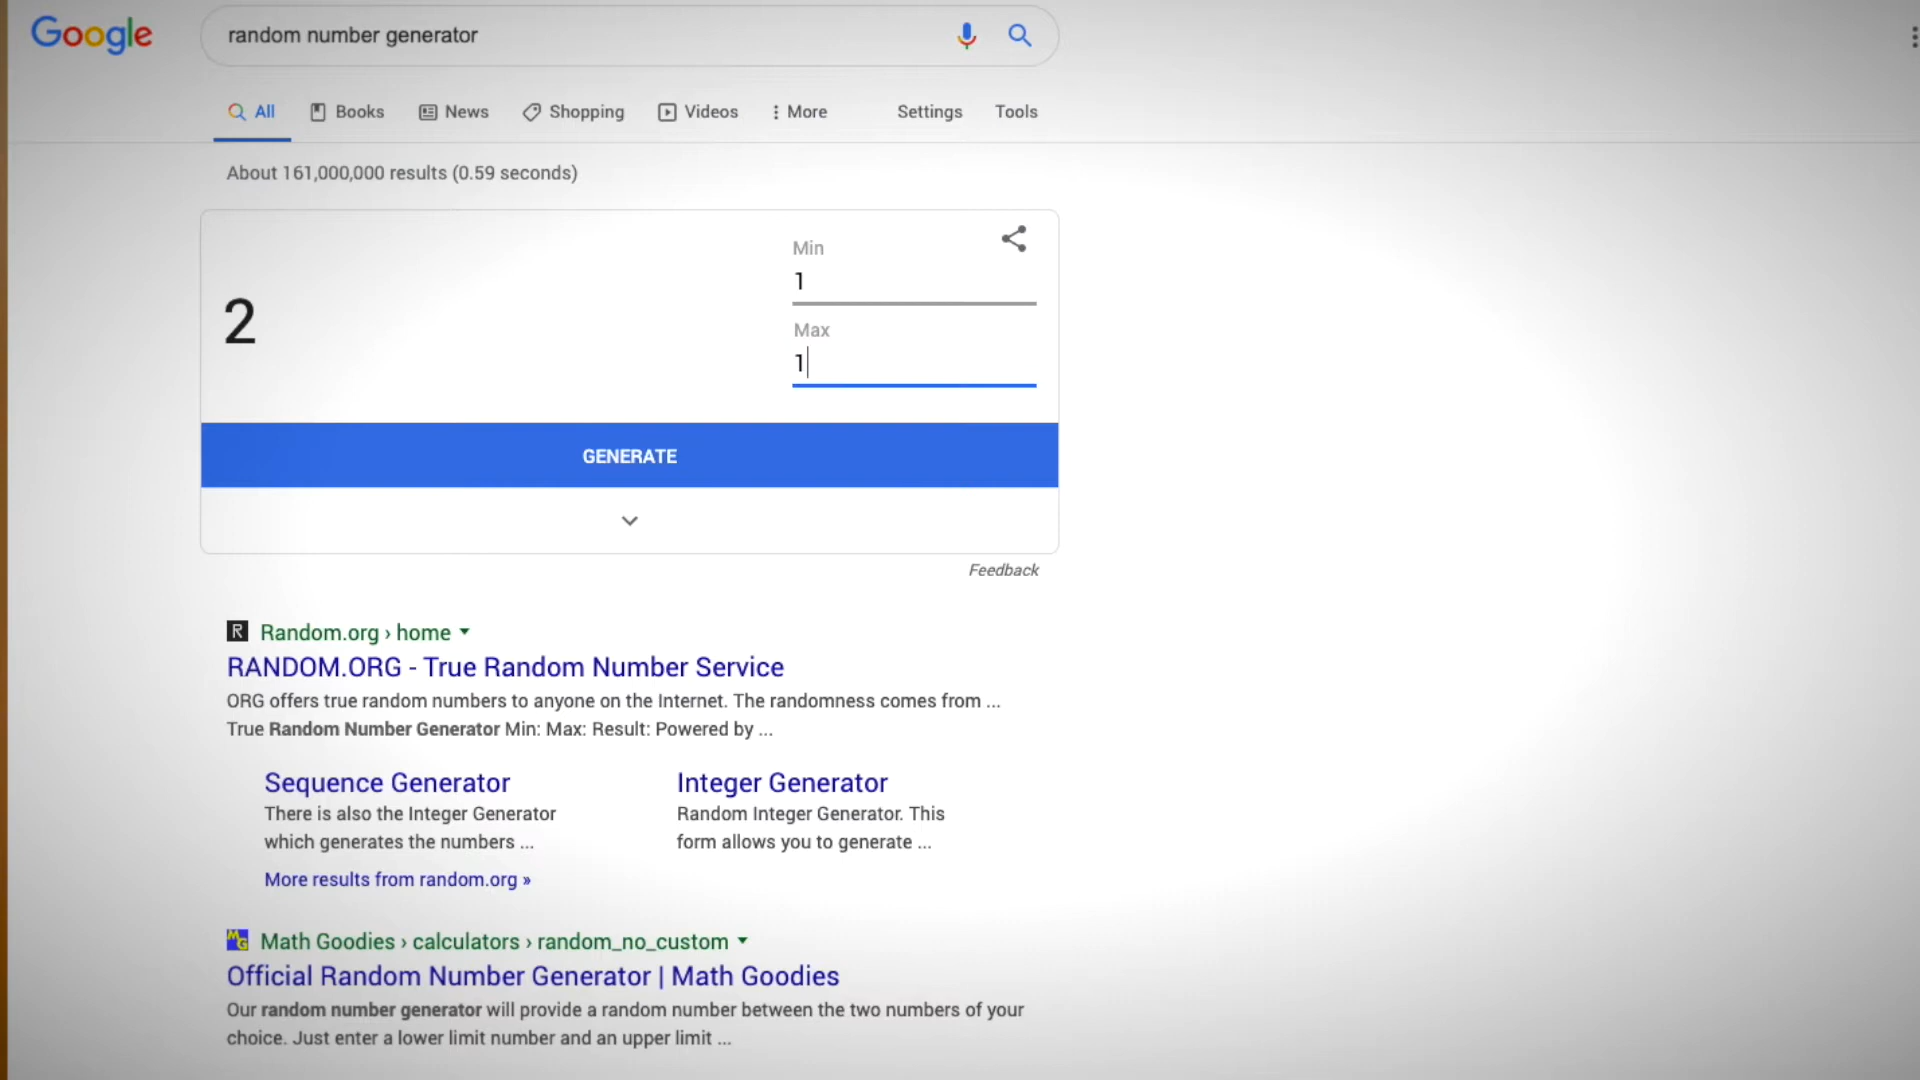 Google
random number generator
All Books News Shopping Videos More Settings Tools
About 161,000,000 results (0.59 seconds)
Min
1
2
Max
1
GENERATE
Feedback
R Random.org › home
RANDOM.ORG - True Random Number Service
ORG offers true random numbers to anyone on the Internet. The randomness comes from ...
True Random Number Generator Min: Max: Result: Powered by ...
Sequence Generator
There is also the Integer Generator
which generates the numbers ...
Integer Generator
Random Integer Generator. This
form allows you to generate ...
More results from random.org »
MG Math Goodies › calculators › random_no_custom
Official Random Number Generator | Math Goodies
Our random number generator will provide a random number between the two numbers of your
choice. Just enter a lower limit number and an upper limit ...